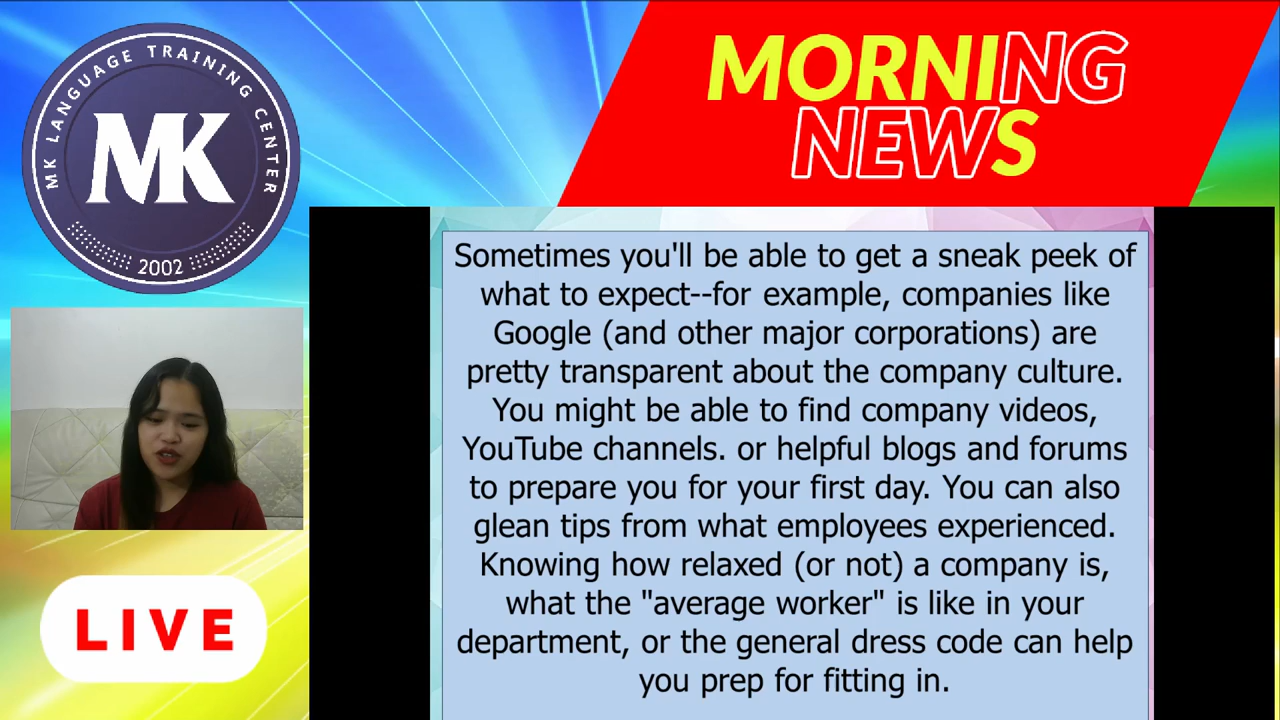 MK LANGUAGE TRAINING CENTER
MK
2002
MORNING
NEWS
Sometimes you'll be able to get a sneak peek of
what to expect--for example, companies like
Google (and other major corporations) are
pretty transparent about the company culture.
You might be able to find company videos,
YouTube channels. or helpful blogs and forums
to prepare you for your first day. You can also
glean tips from what employees experienced.
Knowing how relaxed (or not) a company is,
what the "average worker" is like in your
department, or the general dress code can help
you prep for fitting in.
LIVE